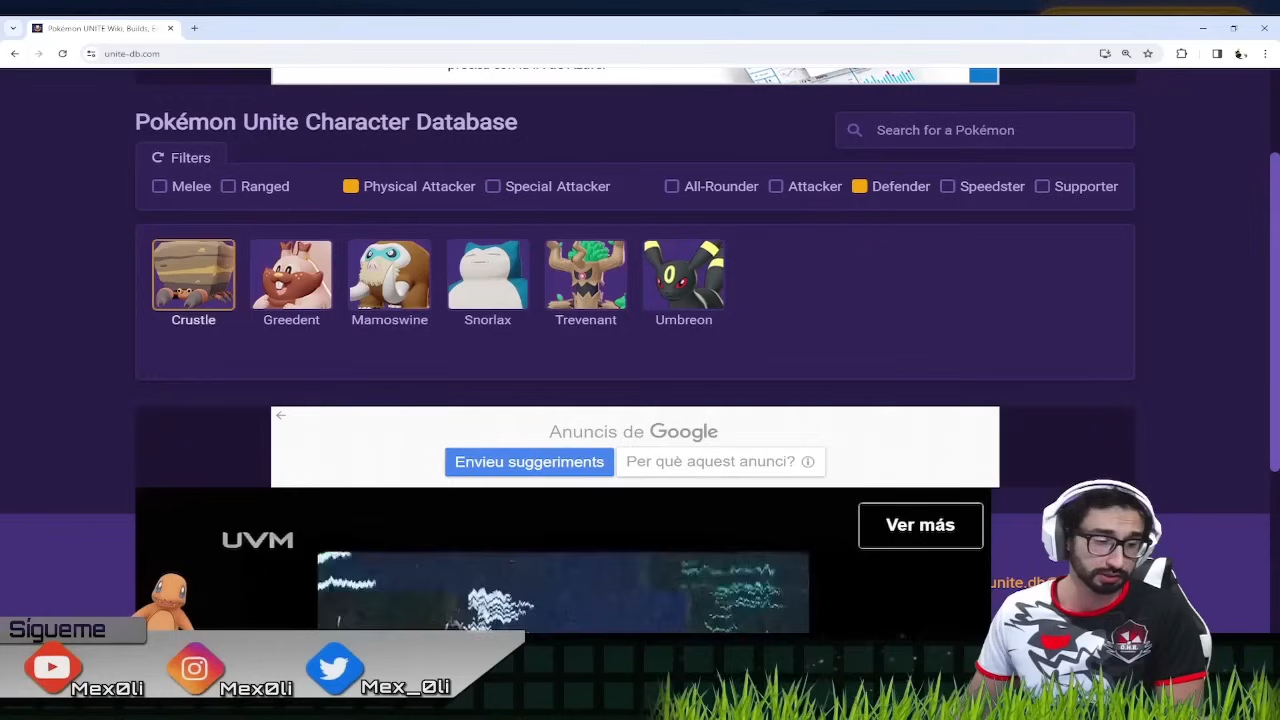 Pokémon UNITE Wiki, Builds, E
unite-db.com
Pokémon Unite Character Database
Search for a Pokémon
Filters
Melee Ranged Physical Attacker Special Attacker All-Rounder Attacker Defender Speedster Supporter
Crustle Greedent Mamoswine Snorlax Trevenant Umbreon
Anuncis de Google
Envieu suggeriments Per què aquest anunci?
UVM
Ver más
unite.db
Sígueme
Mex0li Mex0li Mex_0li